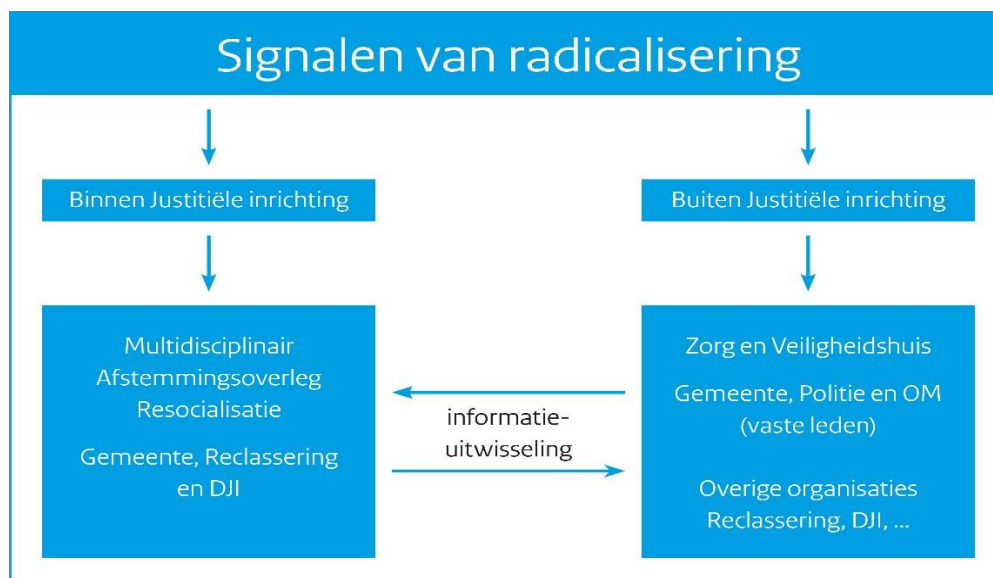 Signalen van radicalisering
Binnen Justitiële inrichting
Buiten Justitiële inrichting
Multidisciplinair
Afstemmingsoverleg
Resocialisatie
Gemeente, Reclassering
en DJI
informatie-
uitwisseling
Zorg en Veiligheidshuis
Gemeente, Politie en OM
(vaste leden)
Overige organisaties
Reclassering, DJI, ...